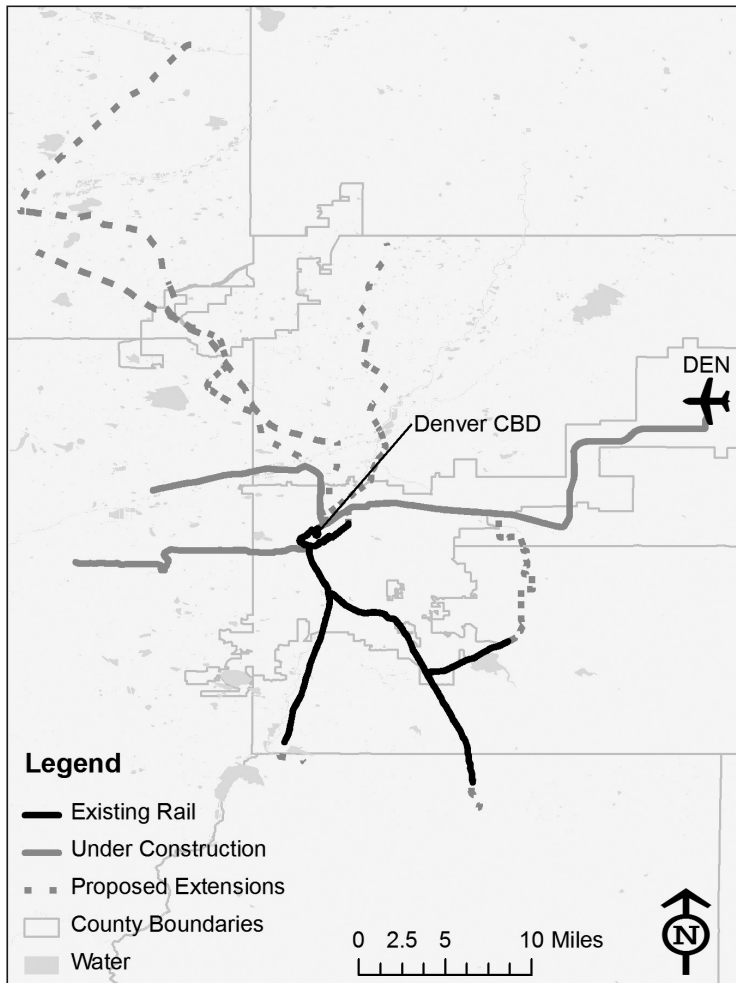 DEN
Denver CBD
Legend
Existing Rail
Under Construction
Proposed Extensions
County Boundaries
Water
0 2.5 5 10 Miles
N